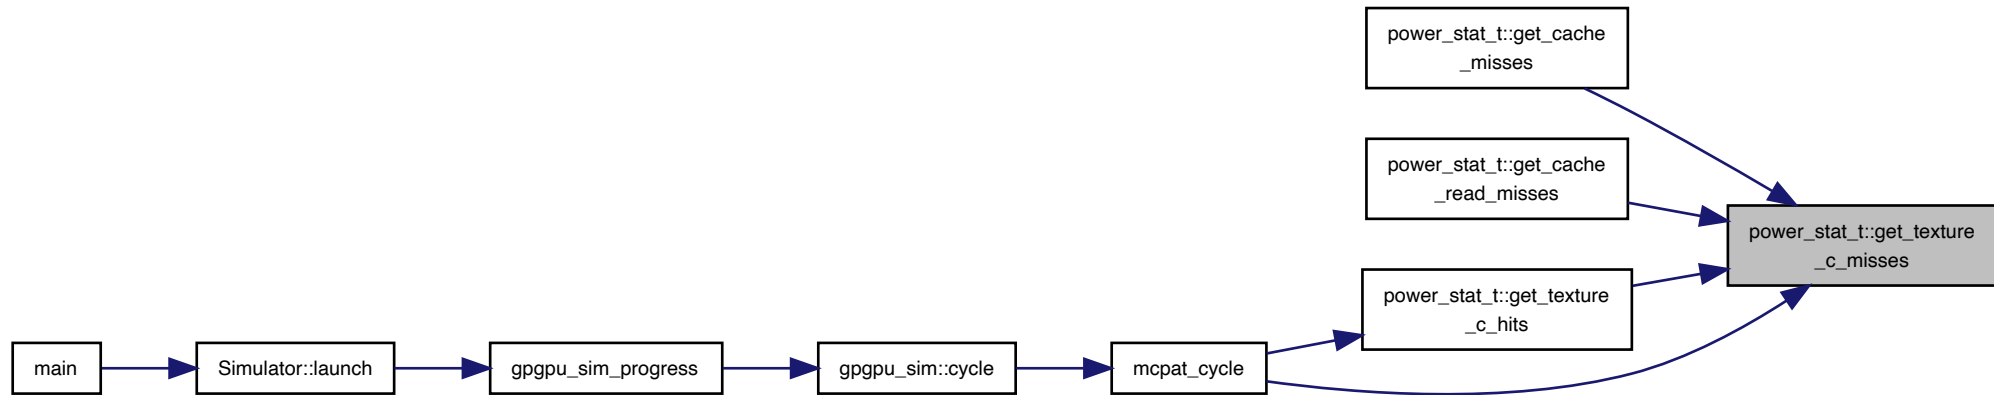 power_stat_t::get_cache
_misses
power_stat_t::get_cache
_read_misses
power_stat_t::get_texture
_c_misses
power_stat_t::get_texture
_c_hits
main
Simulator::launch
gpgpu_sim_progress
gpgpu_sim::cycle
mcpat_cycle